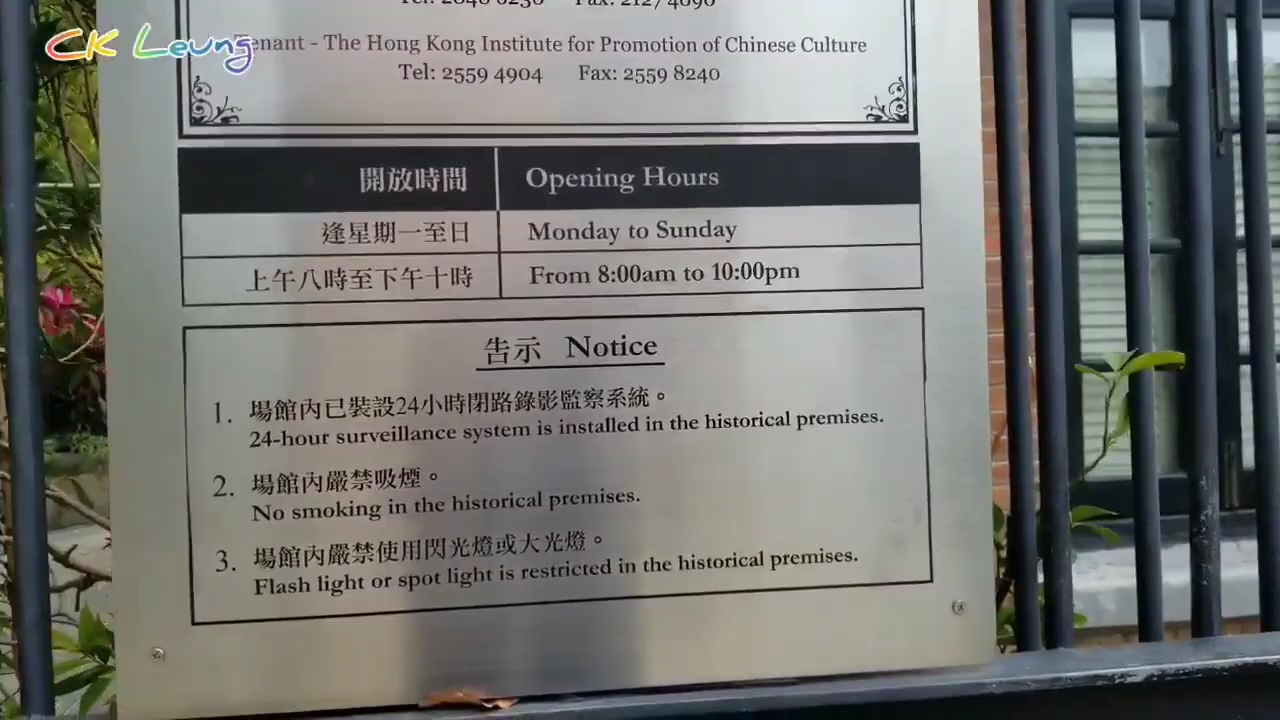 CK Leung
Tenant - The Hong Kong Institute for Promotion of Chinese Culture
Tel: 2559 4904 Fax: 2559 8240
開放時間 Opening Hours
逢星期一至日 Monday to Sunday
上午八時至下午十時 From 8:00am to 10:00pm
告示 Notice
1. 場館內已裝設24小時閉路錄影監察系統。
24-hour surveillance system is installed in the historical premises.
2. 場館內嚴禁吸煙。
No smoking in the historical premises.
3. 場館內嚴禁使用閃光燈或大光燈。
Flash light or spot light is restricted in the historical premises.